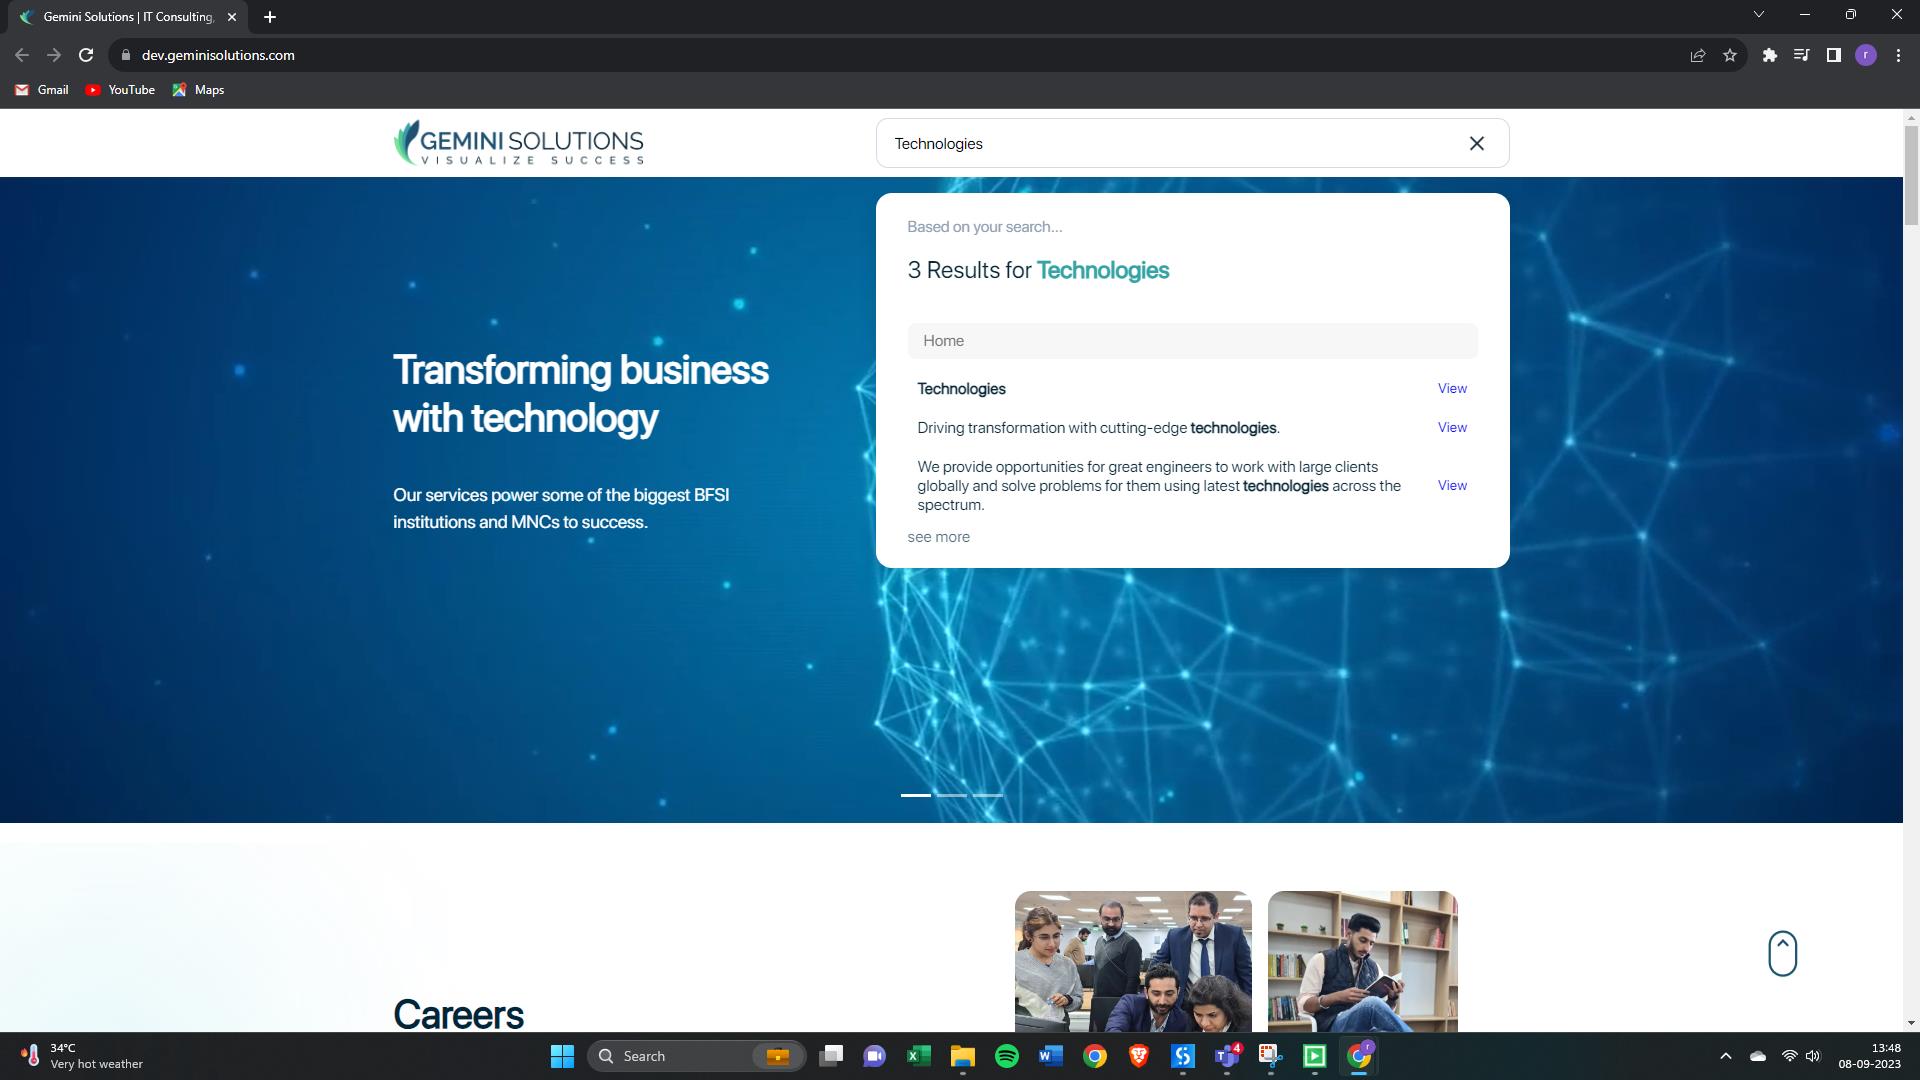 Gemini Solutions | IT Consulting,
dev.geminisolutions.com
r
Gmail
YouTube
Maps
GEMINI SOLUTIONS
VISUALIZE SUCCESS
Technologies
Based on your search...
3 Results for Technologies
Home
Technologies
View
Driving transformation with cutting-edge technologies.
View
We provide opportunities for great engineers to work with large clients
globally and solve problems for them using latest technologies across the
spectrum.
View
see more
Transforming business
with technology
Our services power some of the biggest BFSI
institutions and MNCs to success.
Careers
34°C
Very hot weather
Search
4
13:48
08-09-2023